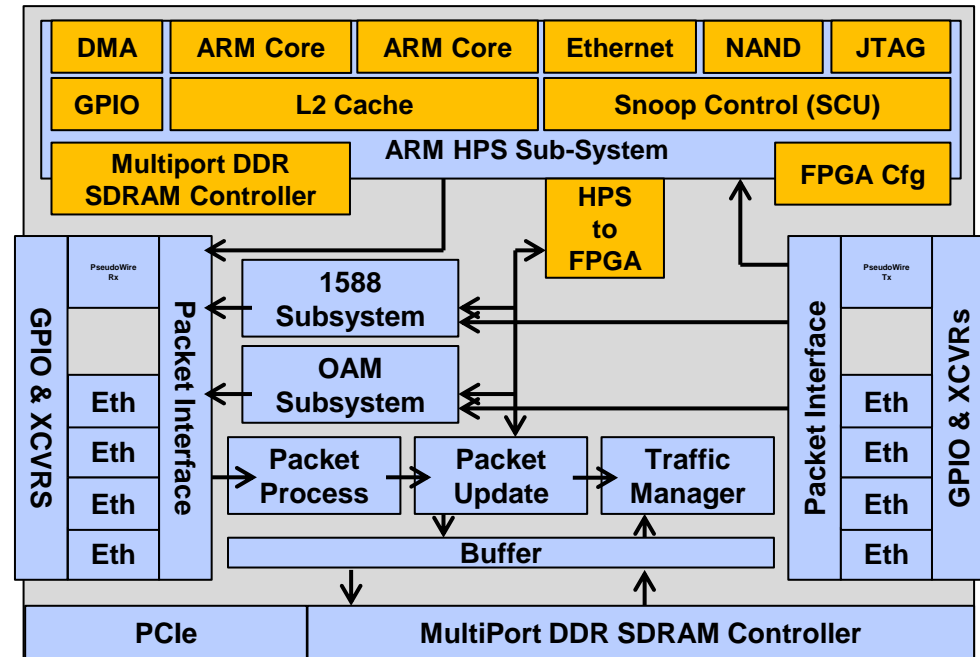 DMA
ARM Core
ARM Core
Ethernet
NAND
JTAG
GPIO
L2 Cache
Snoop Control (SCU)
ARM HPS Sub-System
Multiport DDR
SDRAM Controller
FPGA Cfg
HPS
to
FPGA
GPIO & XCVRS
PseudoWire
Rx
Eth
Eth
Eth
Eth
Packet Interface
1588
Subsystem
OAM
Subsystem
Packet
Process
Packet
Update
Traffic
Manager
Buffer
Packet Interface
PseudoWire
Tx
Eth
Eth
Eth
Eth
GPIO & XCVRs
PCIe
MultiPort DDR SDRAM Controller